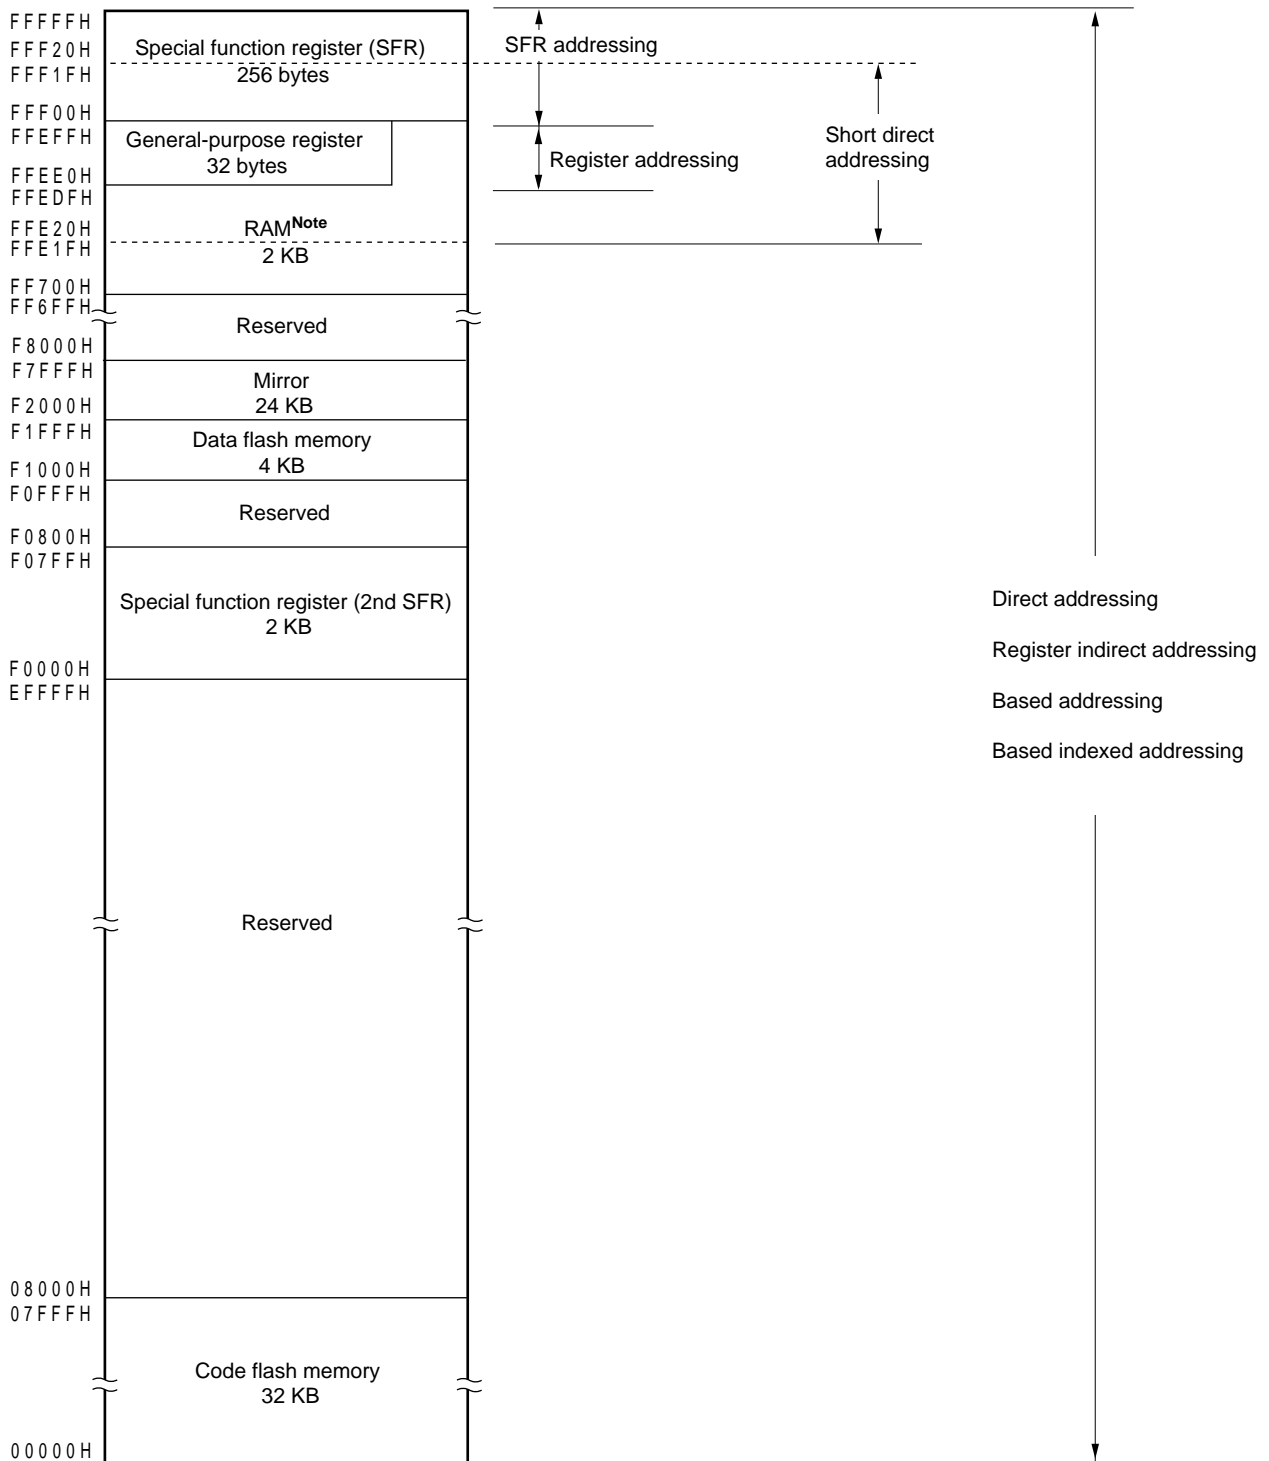 FFFFFH
FFF20H
FFF1FH
FFF00H
FFEFFH
FFEE0H
FFEDFH
FFE20H
FFE1FH
FF700H
FF6FFH
F8000H
F7FFFH
F2000H
F1FFFH
F1000H
F0FFFH
F0800H
F07FFH
F0000H
EFFFFH
08000H
07FFFH
00000H
Special function register (SFR)
256 bytes
General-purpose register
32 bytes
RAMNote
2 KB
Reserved
Mirror
24 KB
Data flash memory
4 KB
Reserved
Special function register (2nd SFR)
2 KB
Reserved
Code flash memory
32 KB
SFR addressing
Register addressing
Short direct
addressing
Direct addressing
Register indirect addressing
Based addressing
Based indexed addressing